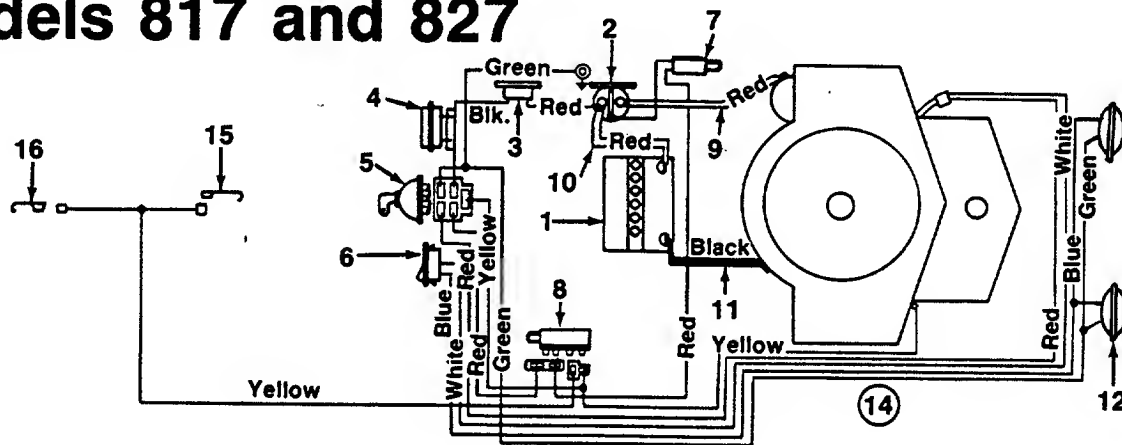 dels 817 and 827
2
7
Green
4
Red
Blk.
Red
3
9
16
15
5
10
Red
White
Green
1
6
Yellow
Red
Black
Blue
8
11
Blue
White
Red
Green
Red
Yellow
Red
Yellow
14
12